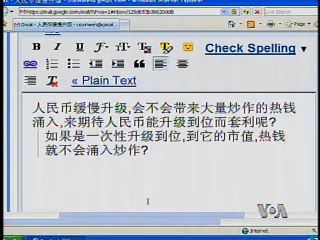 Check Spelling ▼
« Plain Text
人民币缓慢升级,会不会带来大量炒作的热钱
涌入,来期待人民币能升级到位而套利呢?
如果是一次性升级到位,到它的市值,热钱
就不会涌入炒作?
VOA
Internet